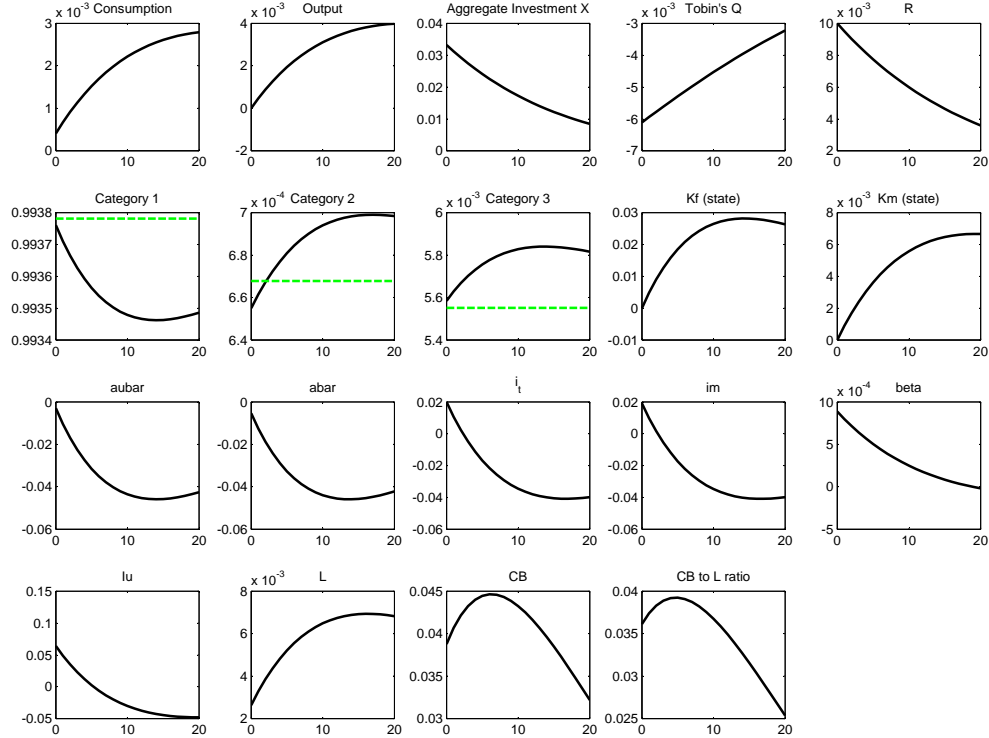 Consumption
Output
Aggregate Investment X
Tobin's Q
R
x 10^-3
3
2
1
0
0 10 20
x 10^-3
4
2
0
-2
0 10 20
0.04
0.03
0.02
0.01
0
0 10 20
x 10^-3
-3
-4
-5
-6
-7
0 10 20
x 10^-3
10
8
6
4
2
0 10 20
Category 1
Category 2
Category 3
Kf (state)
Km (state)
0.9938
0.9937
0.9936
0.9935
0.9934
0 10 20
x 10^-4
7
6.8
6.6
6.4
0 10 20
x 10^-3
6
5.8
5.6
5.4
0 10 20
0.03
0.02
0.01
0
-0.01
0 10 20
x 10^-3
8
6
4
2
0
0 10 20
aubar
abar
i_t
im
beta
0
-0.02
-0.04
-0.06
0 10 20
0
-0.02
-0.04
-0.06
0 10 20
0.02
0
-0.02
-0.04
-0.06
0 10 20
0.02
0
-0.02
-0.04
-0.06
0 10 20
x 10^-4
10
5
0
-5
0 10 20
Iu
L
CB
CB to L ratio
0.15
0.1
0.05
0
-0.05
0 10 20
x 10^-3
8
6
4
2
0 10 20
0.045
0.04
0.035
0.03
0 10 20
0.04
0.035
0.03
0.025
0 10 20